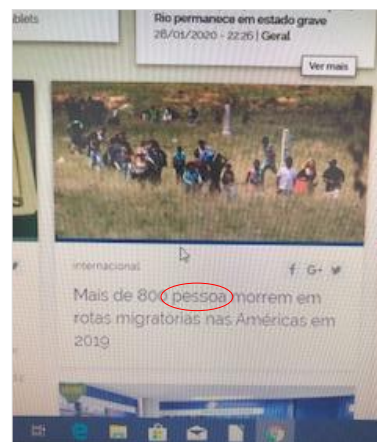 blets
Rio permanece em estado grave
28/01/2020 - 22:26 | Geral
Ver mais
internacional
Mais de 800 pessoa morrem em
rotas migratórias nas Américas em
2019